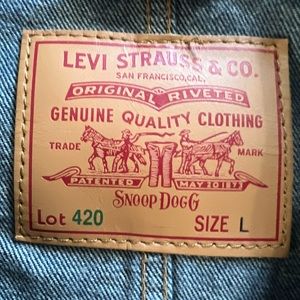 LEVI STRAUSS & CO.
SAN FRANCISCO, CAL.
ORIGINAL RIVETED
GENUINE QUALITY CLOTHING
TRADE MARK
PATENTED MAY 20 187
SNOOP DOGG
Lot 420 SIZE L